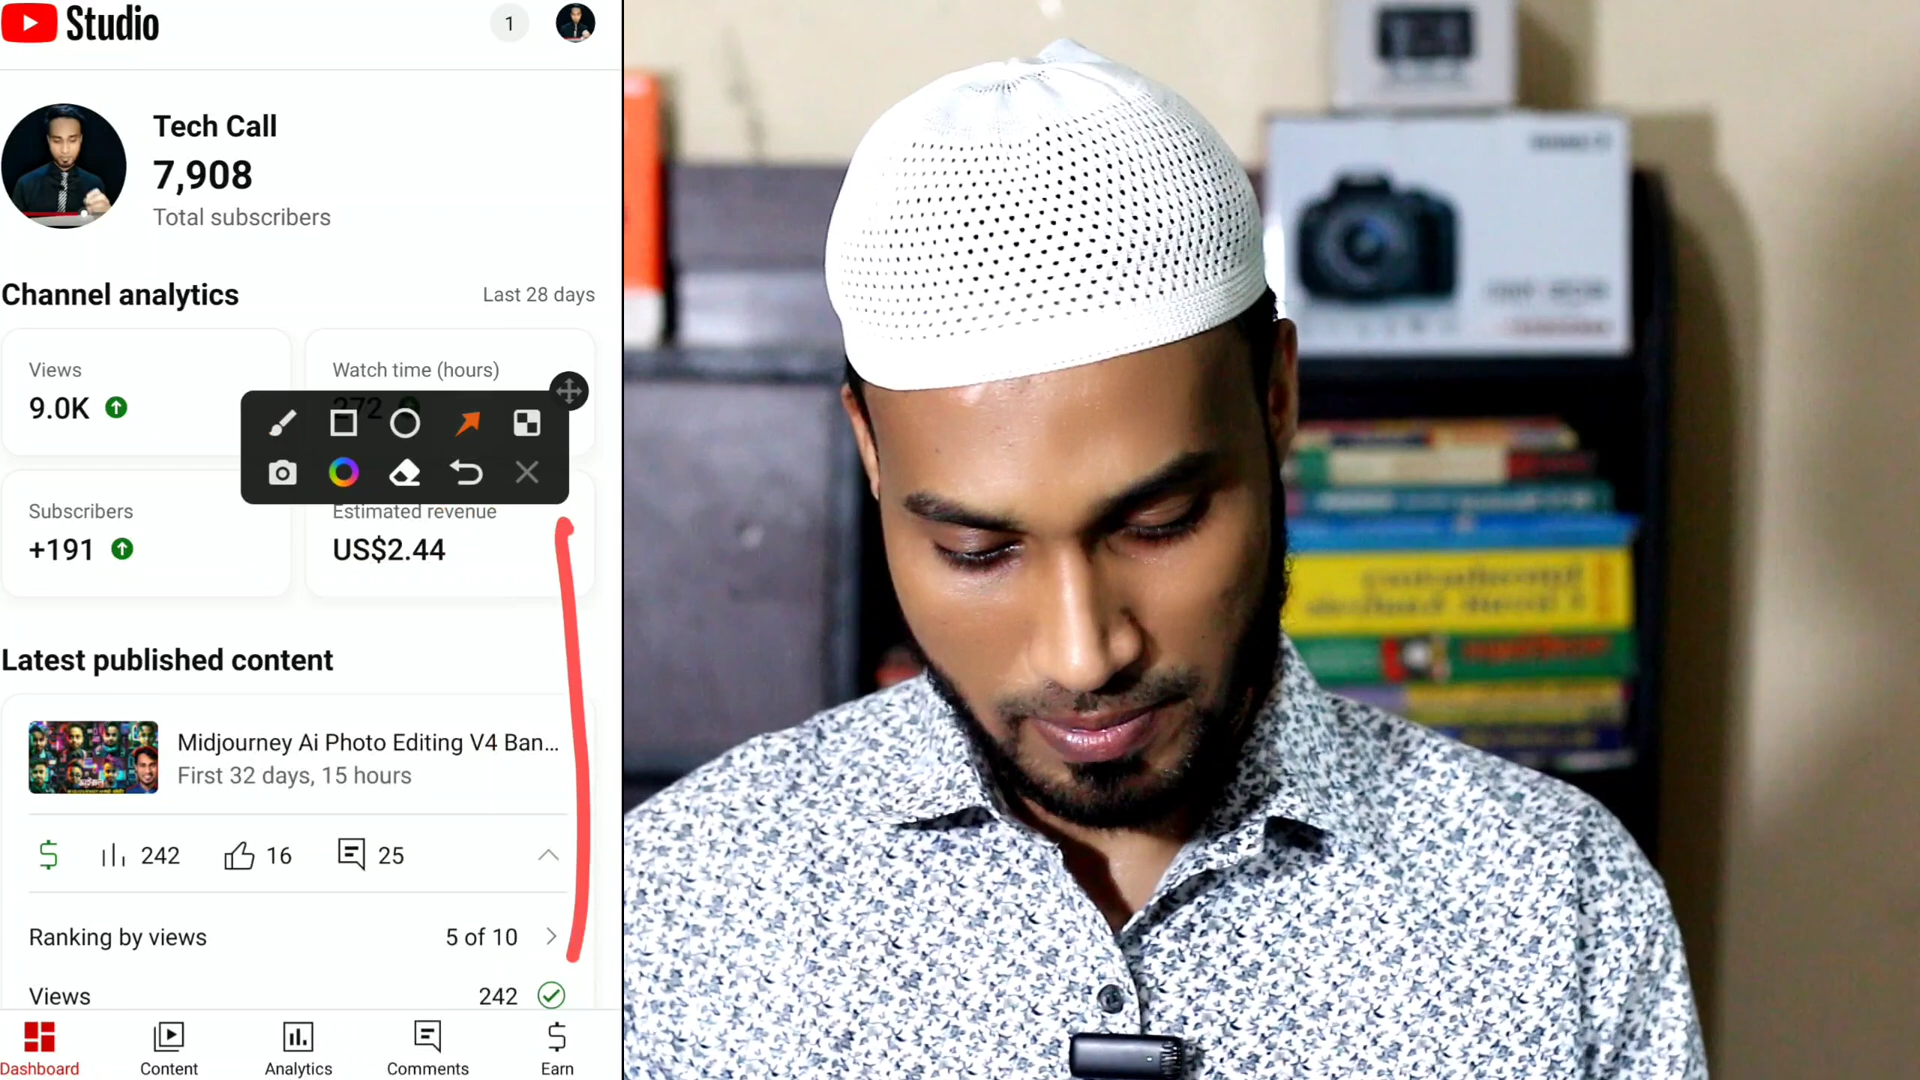 Studio
1
Tech Call
7,908
Total subscribers
Channel analytics
Last 28 days
Views
9.0K
Watch time (hours)
272
Subscribers
+191
Estimated revenue
US$2.44
Latest published content
Midjourney Ai Photo Editing V4 Ban...
First 32 days, 15 hours
242
16
25
Ranking by views
5 of 10
Views
242
Dashboard
Content
Analytics
Comments
Earn